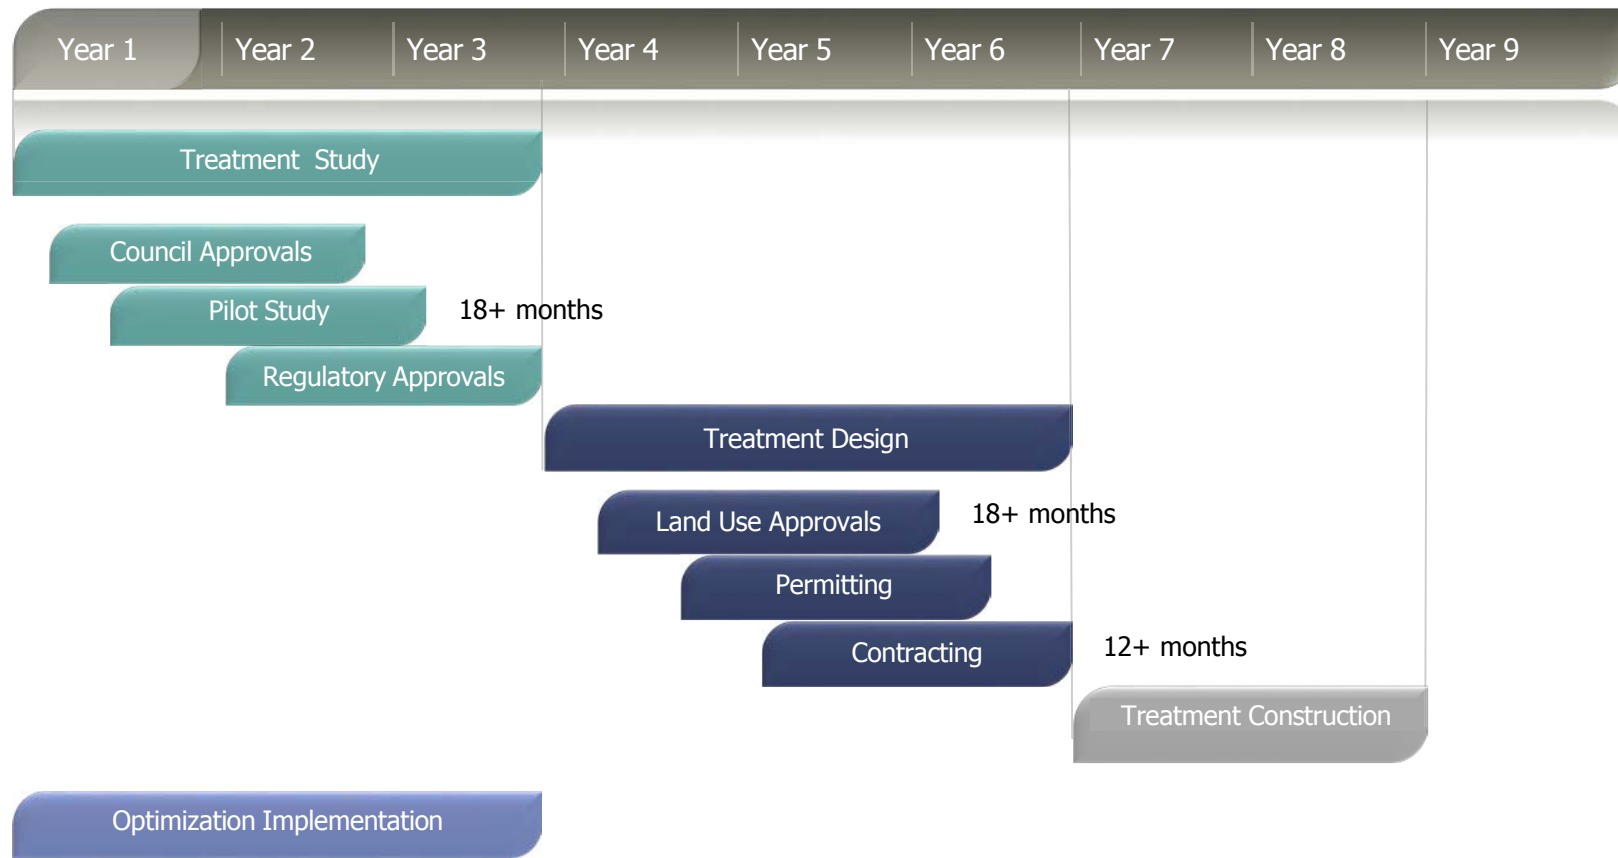 Year 1
Year 2
Year 3
Year 4
Year 5
Year 6
Year 7
Year 8
Year 9
Treatment Study
Council Approvals
Pilot Study
18+ months
Regulatory Approvals
Treatment Design
Land Use Approvals
18+ months
Permitting
Contracting
12+ months
Treatment Construction
Optimization Implementation